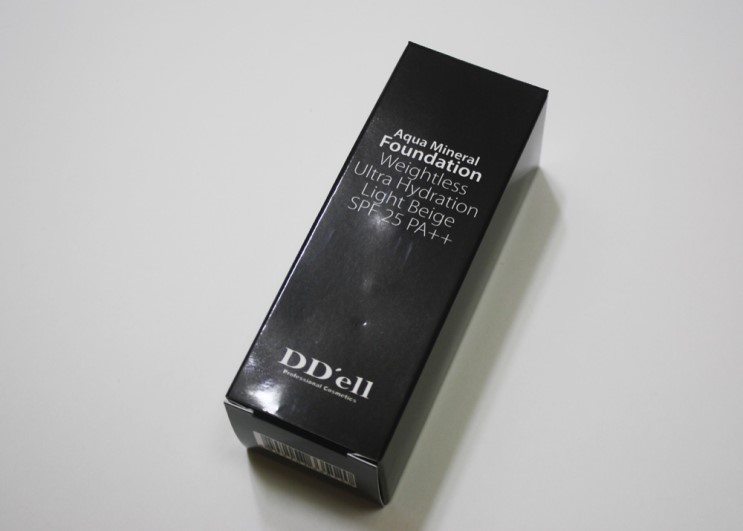 Aqua Mineral
Foundation
Weightless
Ultra Hydration
Light Beige
SPF 25 PA++
DD'ell
Professional Cosmetics